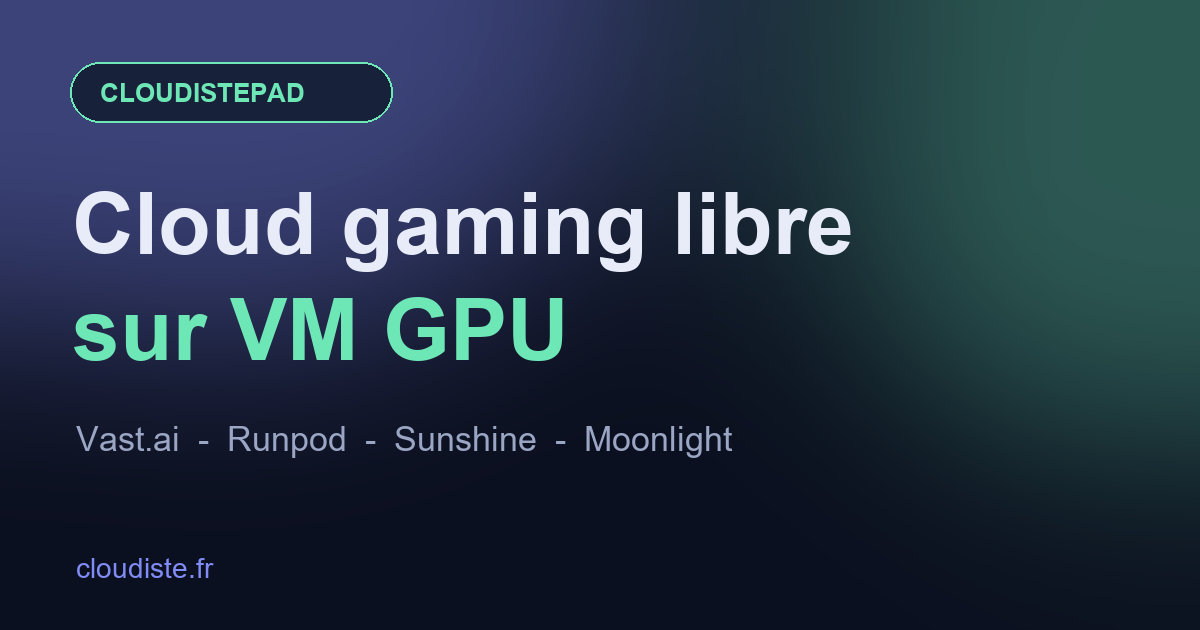 CLOUDISTEPAD
Cloud gaming libre
sur VM GPU
Vast.ai - Runpod - Sunshine - Moonlight
cloudiste.fr